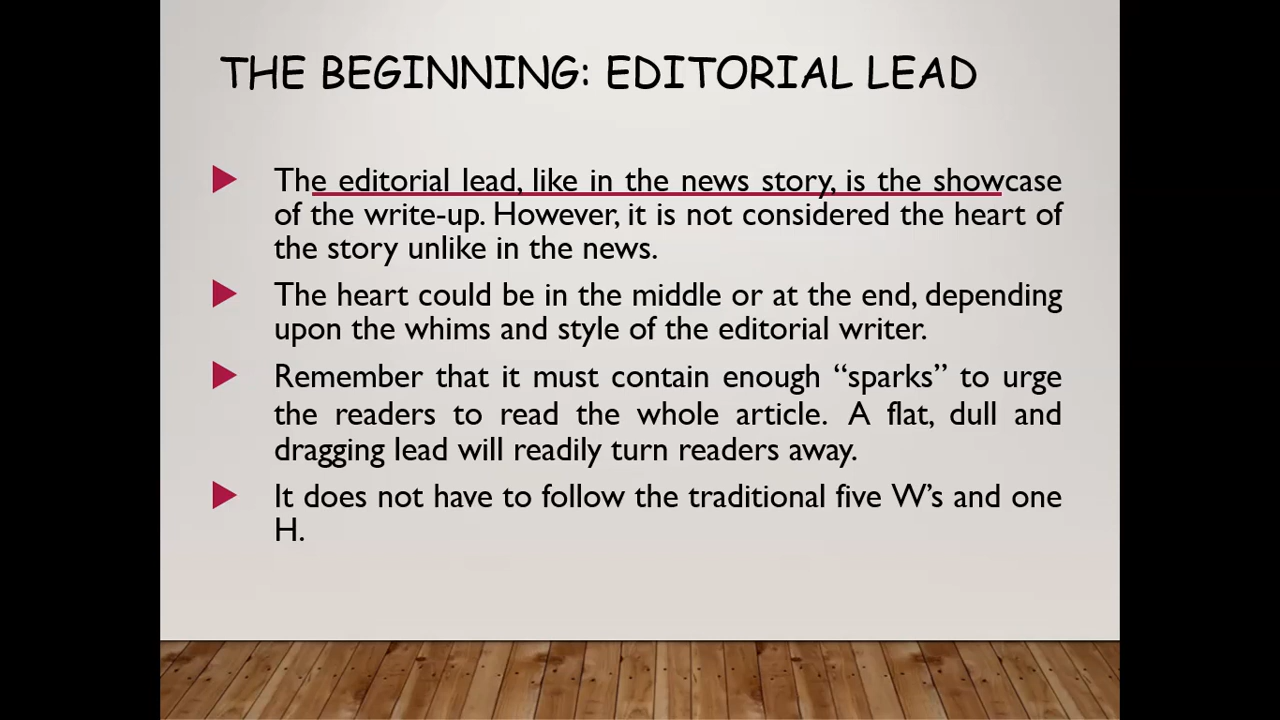 THE BEGINNING: EDITORIAL LEAD
The editorial lead, like in the news story, is the showcase
of the write-up. However, it is not considered the heart of
the story unlike in the news.
The heart could be in the middle or at the end, depending
upon the whims and style of the editorial writer.
Remember that it must contain enough “sparks” to urge
the readers to read the whole article. A flat, dull and
dragging lead will readily turn readers away.
It does not have to follow the traditional five W’s and one
H.